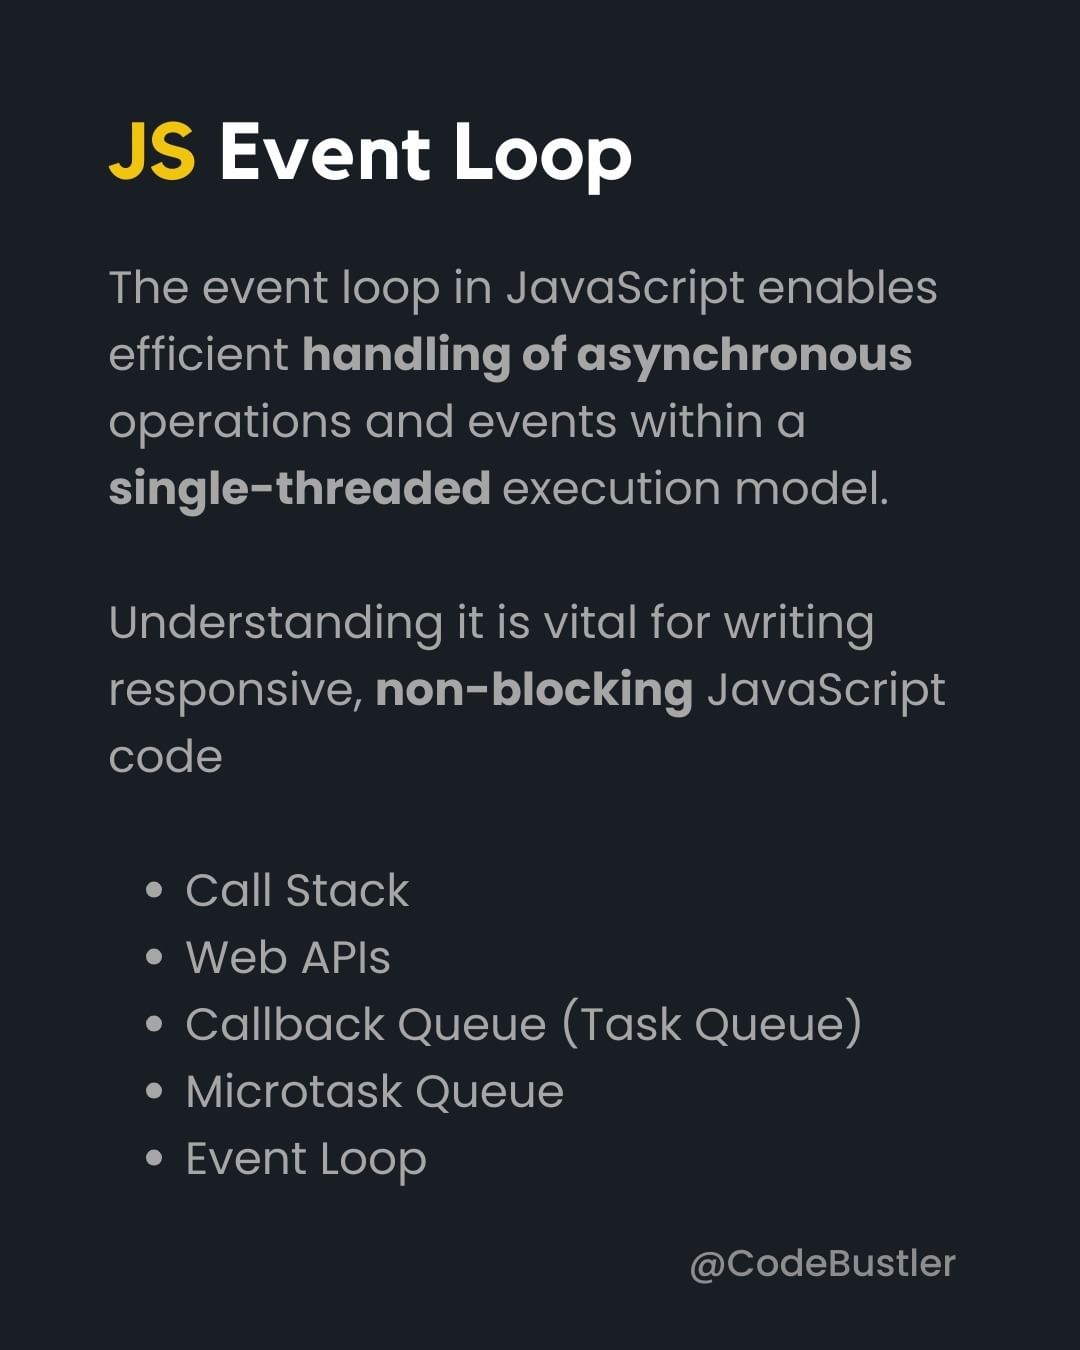 JS Event Loop
The event loop in JavaScript enables
efficient handling of asynchronous
operations and events within a
single-threaded execution model.
Understanding it is vital for writing
responsive, non-blocking JavaScript
code
• Call Stack
• Web APIs
• Callback Queue (Task Queue)
• Microtask Queue
• Event Loop
@CodeBustler